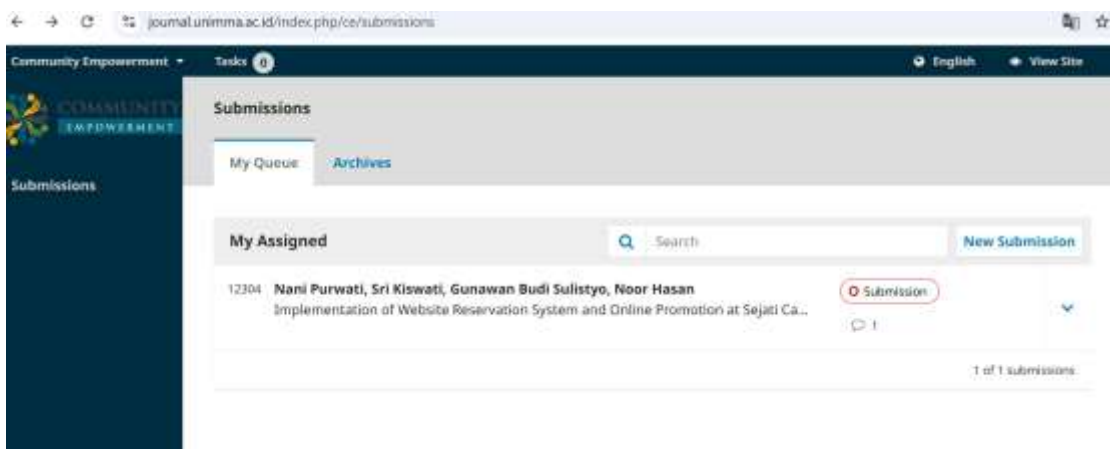 journal.unimma.ac.id/index.php/ce/submissions
Community Empowerment Tasks 0 English View Site
COMMUNITY
EMPOWERMENT
Submissions
My Queue Archives
Submissions
My Assigned Search New Submission
12304 Nani Purwati, Sri Kiswati, Gunawan Budi Sulistyo, Noor Hasan Submission
Implementation of Website Reservation System and Online Promotion at Sejati Ca...
1
1 of 1 submissions